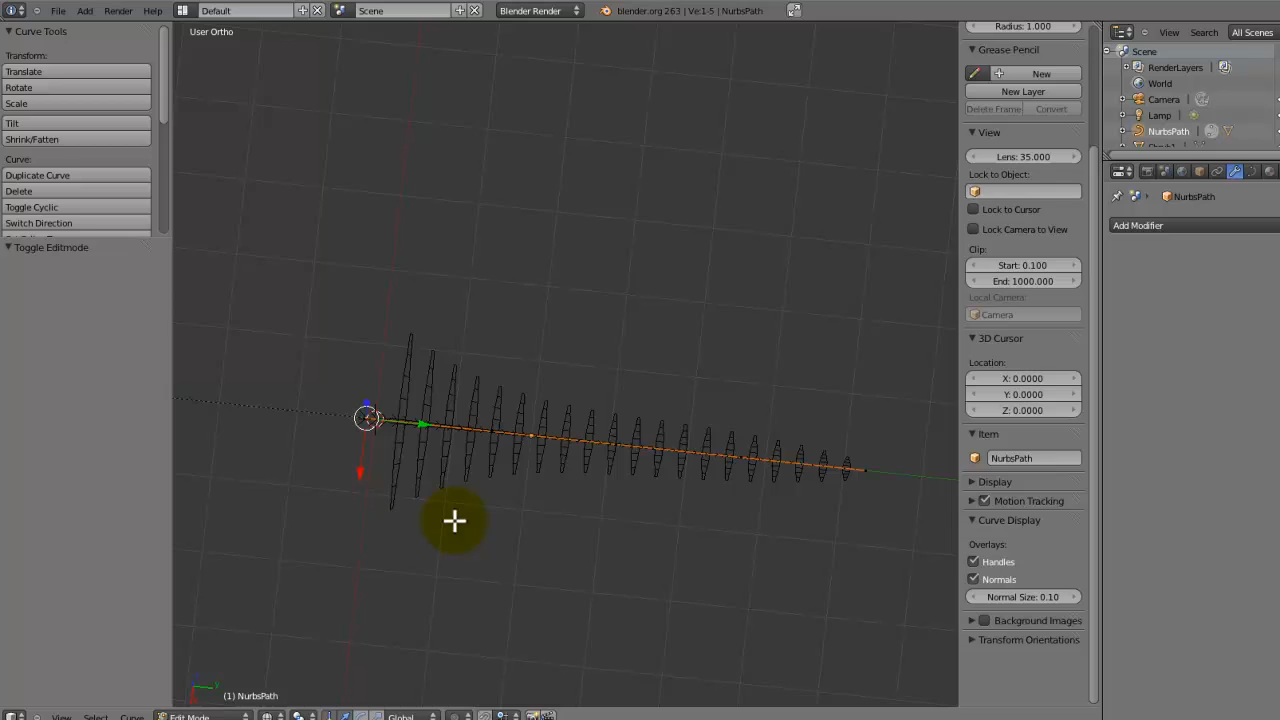 File Add Render Help Default Scene Blender Render blender.org 263 | Ve:1-5 | NurbsPath
Curve Tools
Transform:
Translate
Rotate
Scale
Tilt
Shrink/Fatten
Curve:
Duplicate Curve
Delete
Toggle Cyclic
Switch Direction
Toggle Editmode
User Ortho
(1) NurbsPath
View Select Curve Edit Mode Global
Radius: 1.000
Grease Pencil
New
New Layer
Delete Frame Convert
View
Lens: 35.000
Lock to Object:
Lock to Cursor
Lock Camera to View
Clip:
Start: 0.100
End: 1000.000
Local Camera:
Camera
3D Cursor
Location:
X: 0.0000
Y: 0.0000
Z: 0.0000
Item
NurbsPath
Display
Motion Tracking
Curve Display
Overlays:
Handles
Normals
Normal Size: 0.10
Background Images
Transform Orientations
View Search All Scenes
Scene
RenderLayers
World
Camera
Lamp
NurbsPath
NurbsPath
Add Modifier